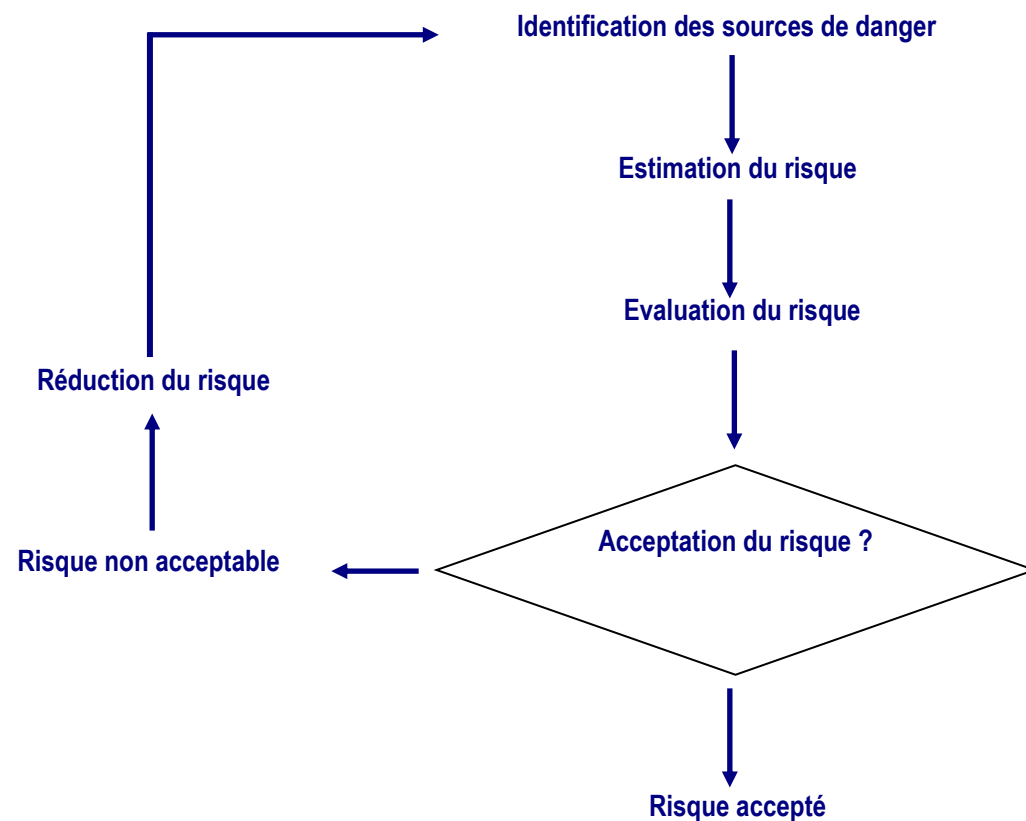 Identification des sources de danger
Estimation du risque
Evaluation du risque
Réduction du risque
Acceptation du risque ?
Risque non acceptable
Risque accepté